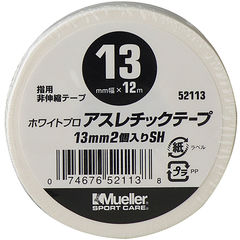 13
mm幅 × 12m
指用
非伸縮テープ
52113
ホワイトプロ アスレチックテープ
13mm2個入りSH
紙 ラベル
プラ PP
0 74676 52113 8
Mueller®
SPORT CARE®